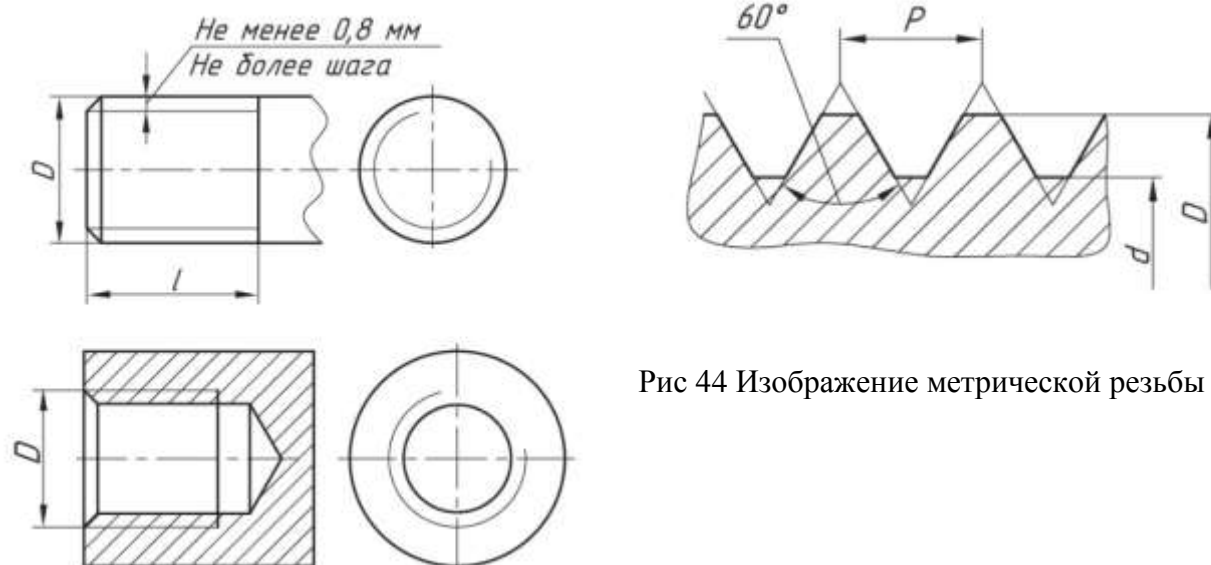 Не менее 0,8 мм
Не более шага
D
l
60°
P
d
D
D
Рис 44 Изображение метрической резьбы